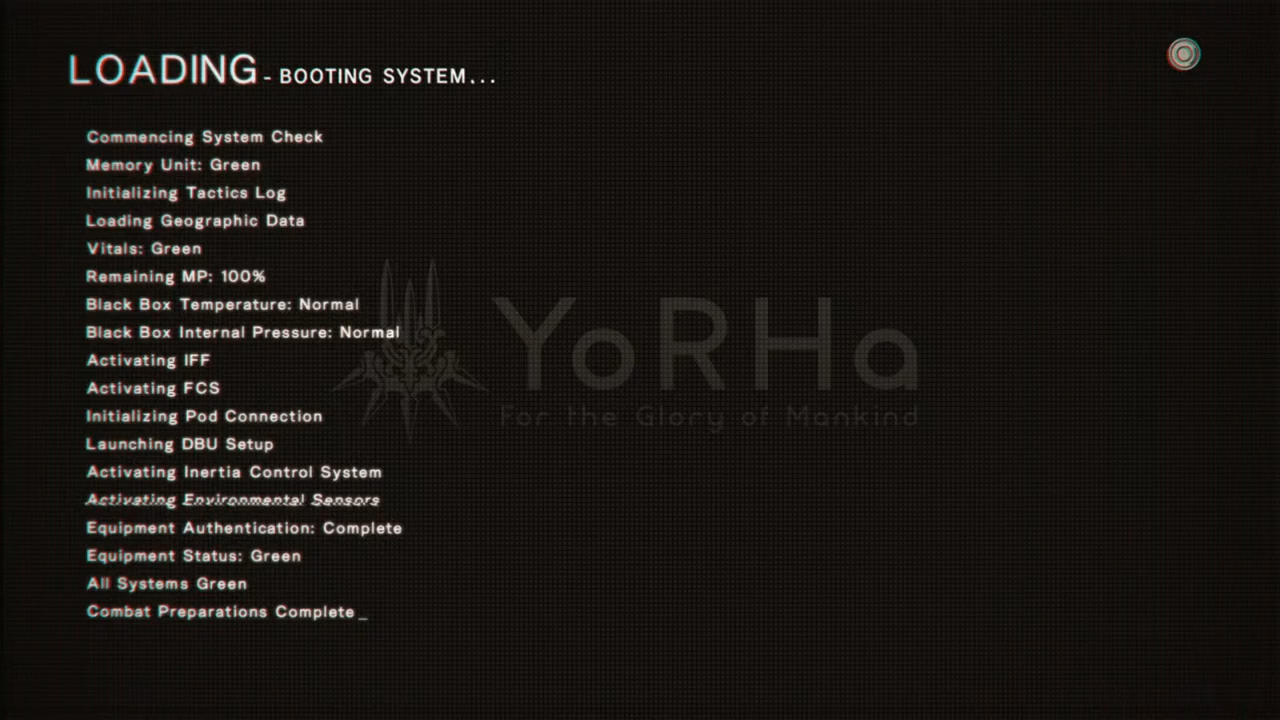 LOADING - BOOTING SYSTEM...
Commencing System Check
Memory Unit: Green
Initializing Tactics Log
Loading Geographic Data
Vitals: Green
Remaining MP: 100%
Black Box Temperature: Normal
Black Box Internal Pressure: Normal
Activating IFF
Activating FCS
Initializing Pod Connection
Launching DBU Setup
Activating Inertia Control System
Activating Environmental Sensors
Equipment Authentication: Complete
Equipment Status: Green
All Systems Green
Combat Preparations Complete_
YoRHa
For the Glory of Mankind